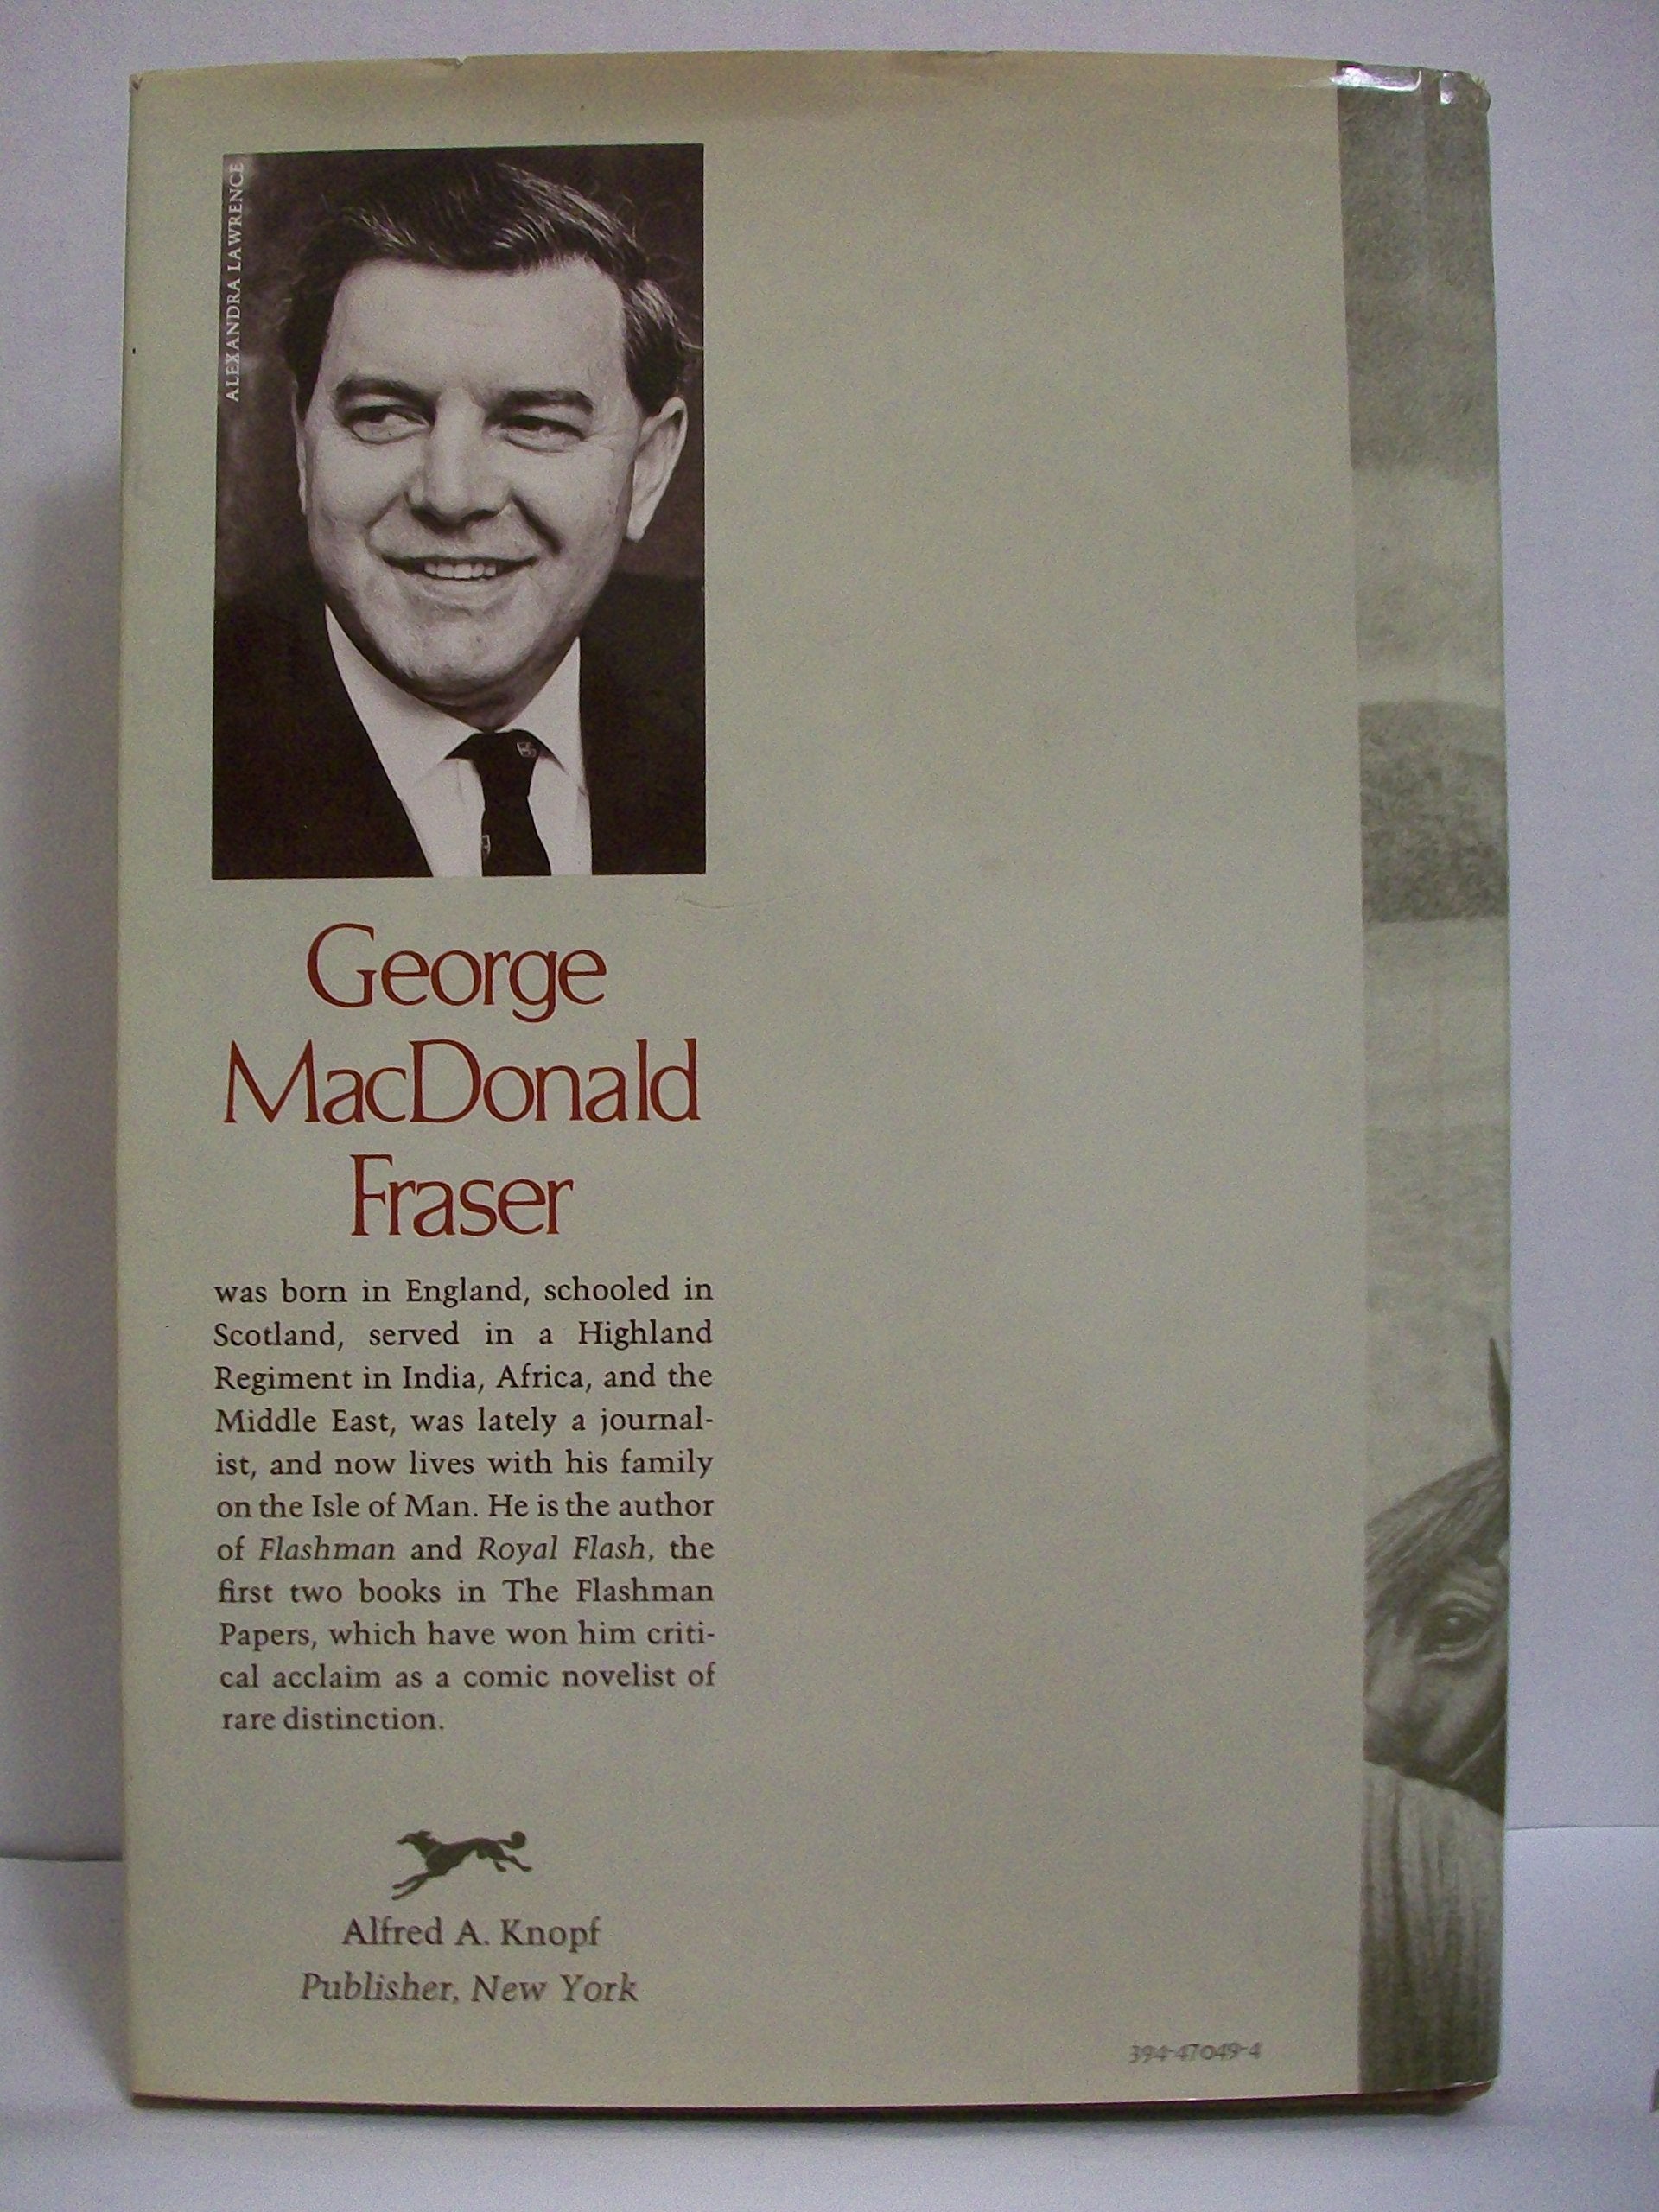 ALEXANDRA LAWRENCE
George
MacDonald
Fraser
was born in England, schooled in
Scotland, served in a Highland
Regiment in India, Africa, and the
Middle East, was lately a journal-
ist, and now lives with his family
on the Isle of Man. He is the author
of Flashman and Royal Flash, the
first two books in The Flashman
Papers, which have won him criti-
cal acclaim as a comic novelist of
rare distinction.
Alfred A. Knopf
Publisher, New York
394-47049-4